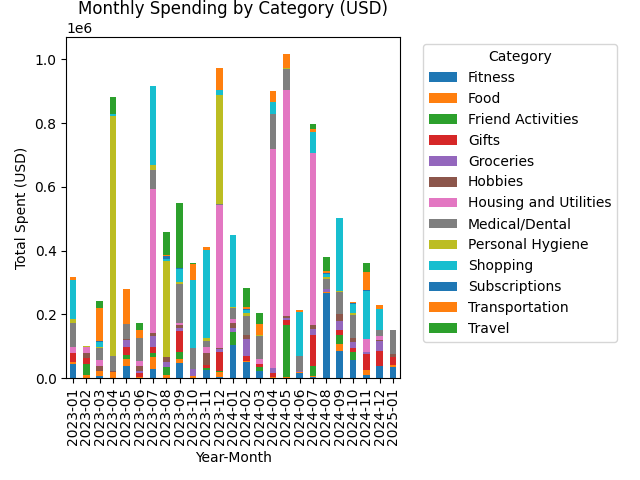 Monthly Spending by Category (USD)
1e6
Total Spent (USD)
1.0
0.8
0.6
0.4
0.2
0.0
2023-01
2023-02
2023-03
2023-04
2023-05
2023-06
2023-07
2023-08
2023-09
2023-10
2023-11
2023-12
2024-01
2024-02
2024-03
2024-04
2024-05
2024-06
2024-07
2024-08
2024-09
2024-10
2024-11
2024-12
2025-01
Year-Month
Category
Fitness
Food
Friend Activities
Gifts
Groceries
Hobbies
Housing and Utilities
Medical/Dental
Personal Hygiene
Shopping
Subscriptions
Transportation
Travel